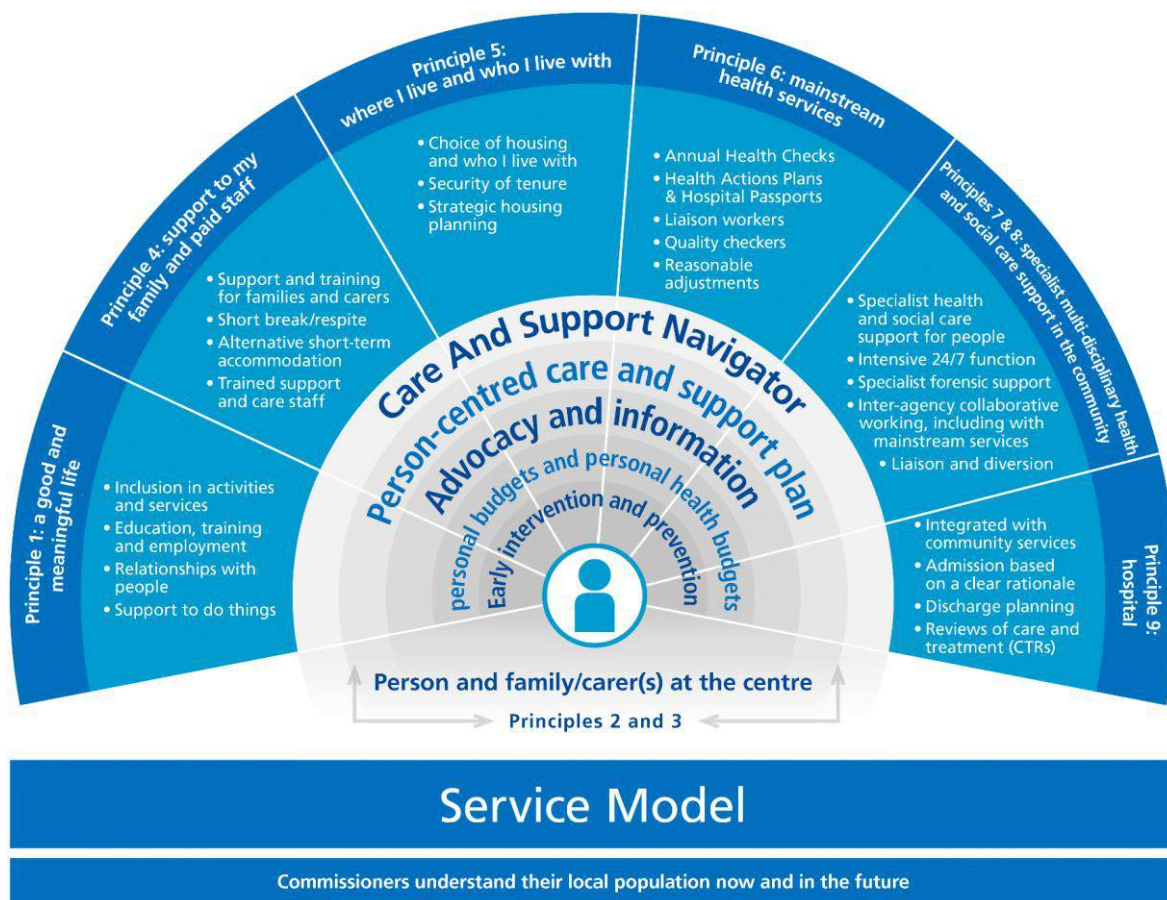 Principle 1: a good and
meaningful life
• Inclusion in activities
and services
• Education, training
and employment
• Relationships with
people
• Support to do things
Principle 4: support to my
family and paid staff
• Support and training
for families and carers
• Short break/respite
• Alternative short-term
accommodation
• Trained support
and care staff
Principle 5:
where I live and who I live with
• Choice of housing
and who I live with
• Security of tenure
• Strategic housing
planning
Principle 6: mainstream
health services
• Annual Health Checks
• Health Actions Plans
& Hospital Passports
• Liaison workers
• Quality checkers
• Reasonable
adjustments
Principles 7 & 8: specialist multi-disciplinary health
and social care support in the community
• Specialist health
and social care
support for people
• Intensive 24/7 function
• Specialist forensic support
• Inter-agency collaborative
working, including with
mainstream services
• Liaison and diversion
Principle 9:
hospital
• Integrated with
community services
• Admission based
on a clear rationale
• Discharge planning
• Reviews of care and
treatment (CTRs)
Care And Support Navigator
Person-centred care and support plan
Advocacy and information
personal budgets and personal health budgets
Early intervention and prevention
Person and family/carer(s) at the centre
Principles 2 and 3
Service Model
Commissioners understand their local population now and in the future